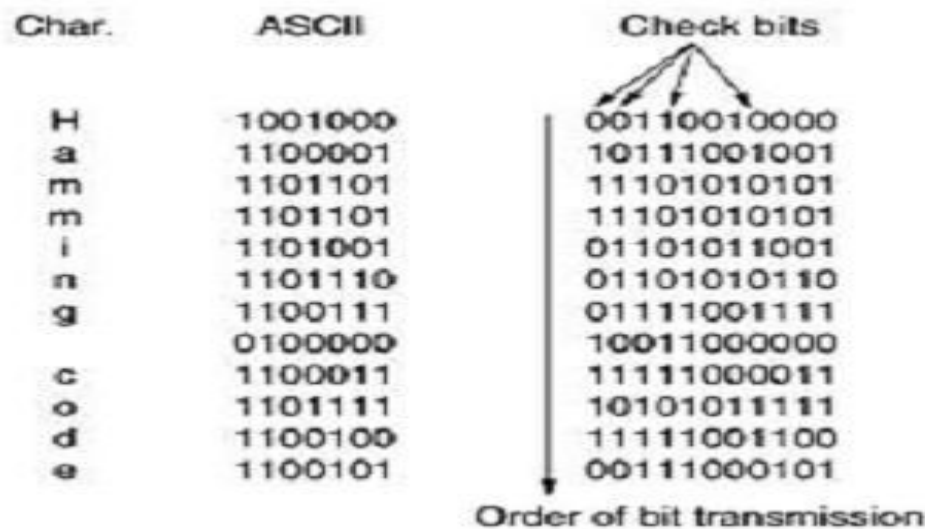 Char. ASCII Check bits
H 1001000 00110010000
a 1100001 10111001001
m 1101101 11101010101
m 1101101 11101010101
i 1101001 01101011001
n 1101110 01101010110
g 1100111 01111001111
0100000 10011000000
c 1100011 11111000011
o 1101111 10101011111
d 1100100 11111001100
e 1100101 00111000101
Order of bit transmission